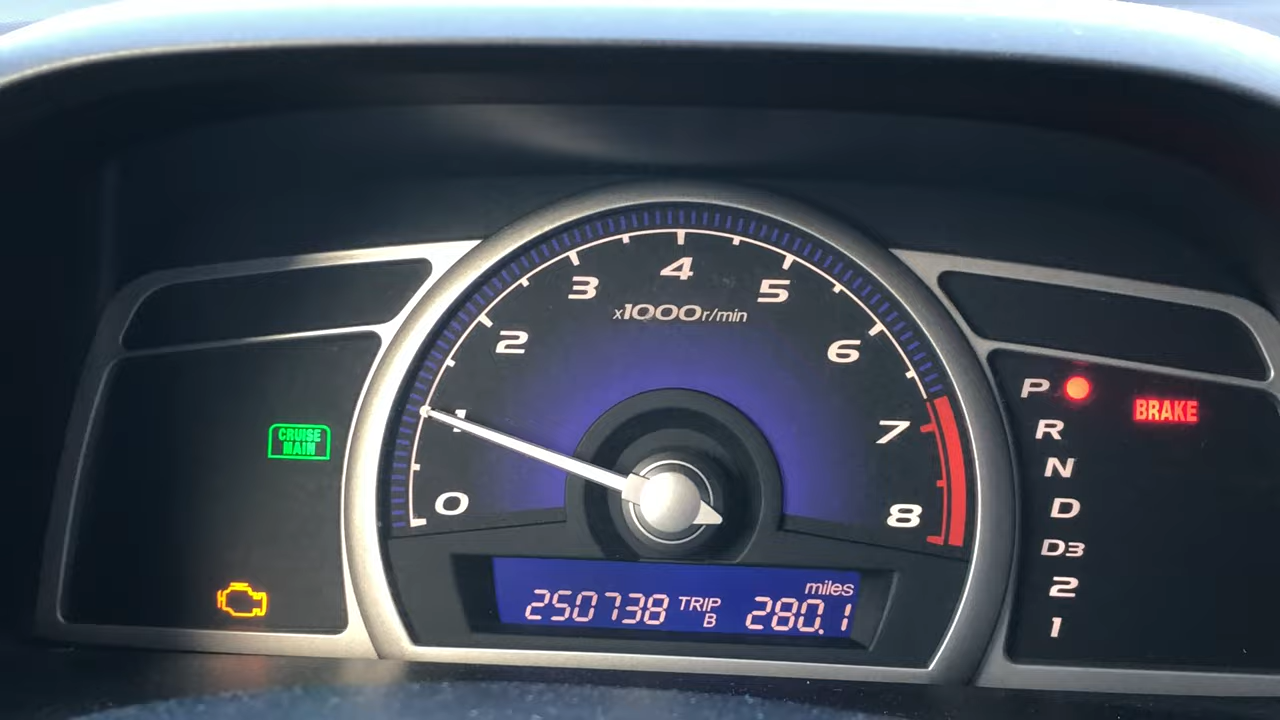 4
3
5
x1000r/min
2
6
P
BRAKE
1
7
R
CRUISE
MAIN
N
0
8
D
D3
miles
250738 TRIP B 280.1
2
1